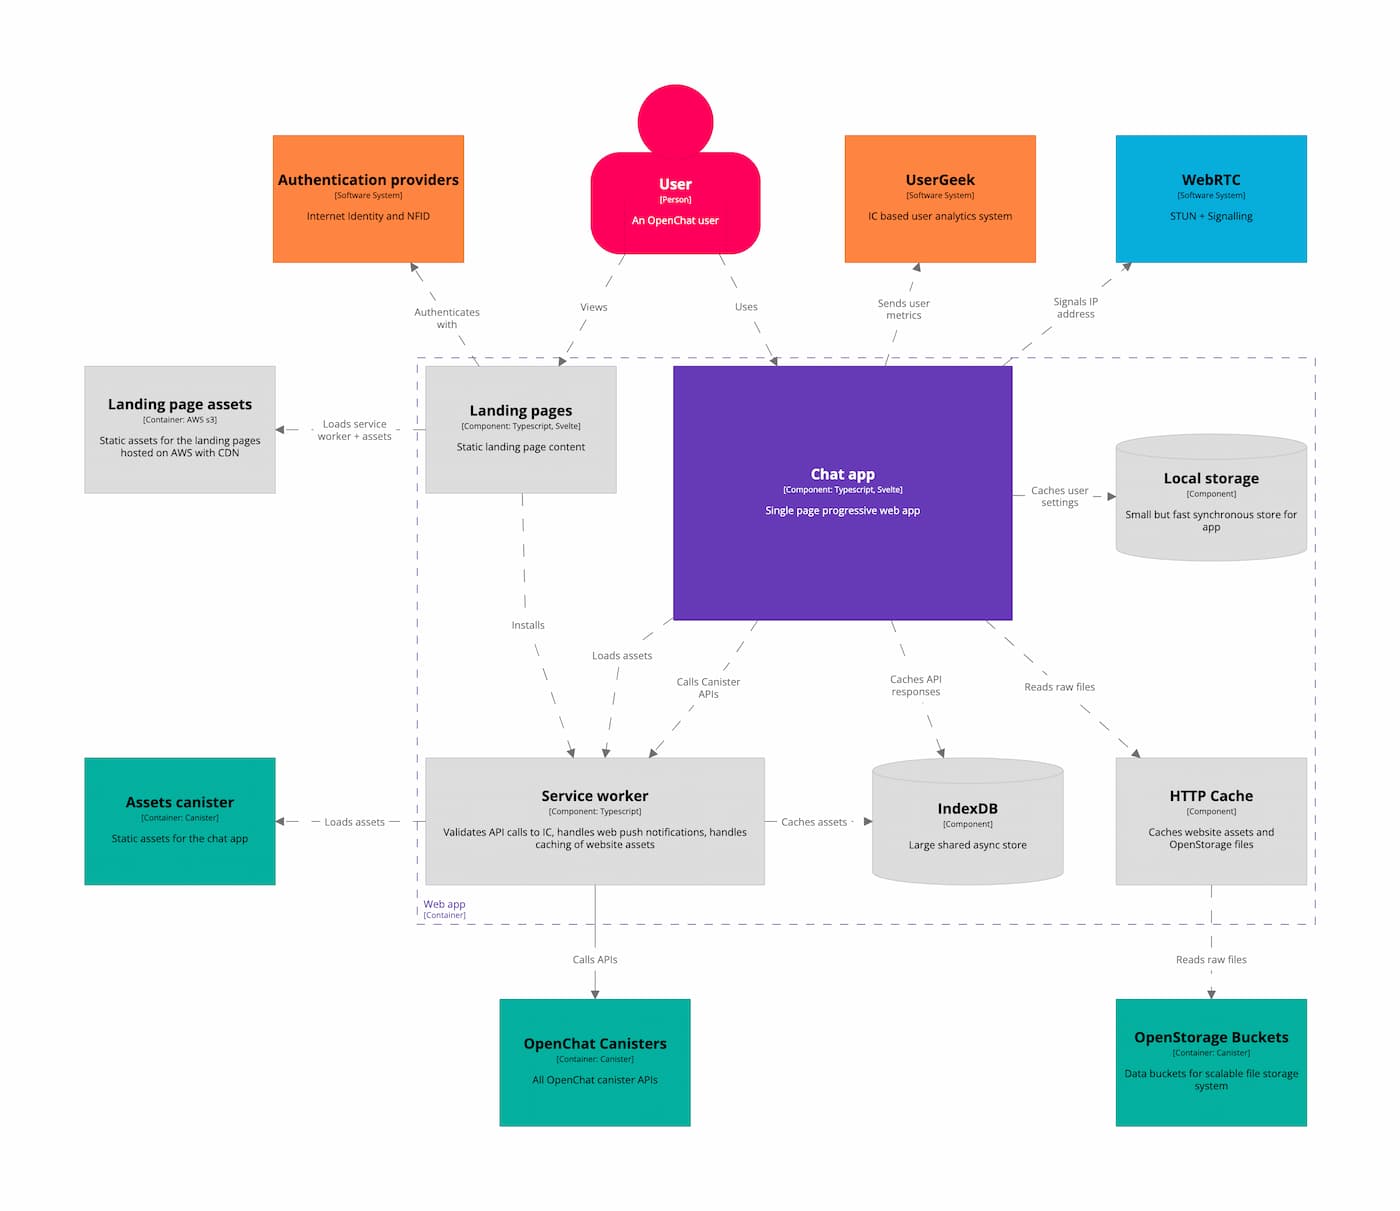 User
[Person]
An OpenChat user
Authentication providers
[Software System]
Internet Identity and NFID
UserGeek
[Software System]
IC based user analytics system
WebRTC
[Software System]
STUN + Signalling
Authenticates
with
Views
Uses
Sends user
metrics
Signals IP
address
Landing page assets
[Container: AWS s3]
Static assets for the landing pages
hosted on AWS with CDN
Loads service
worker + assets
Landing pages
[Component: Typescript, Svelte]
Static landing page content
Chat app
[Component: Typescript, Svelte]
Single page progressive web app
Caches user
settings
Local storage
[Component]
Small but fast synchronous store for
app
Installs
Loads assets
Calls Canister
APIs
Caches API
responses
Reads raw files
Assets canister
[Container: Canister]
Static assets for the chat app
Loads assets
Service worker
[Component: Typescript]
Validates API calls to IC, handles web push notifications, handles
caching of website assets
Caches assets
IndexDB
[Component]
Large shared async store
HTTP Cache
[Component]
Caches website assets and
OpenStorage files
Web app
[Container]
Calls APIs
Reads raw files
OpenChat Canisters
[Container: Canister]
All OpenChat canister APIs
OpenStorage Buckets
[Container: Canister]
Data buckets for scalable file storage
system